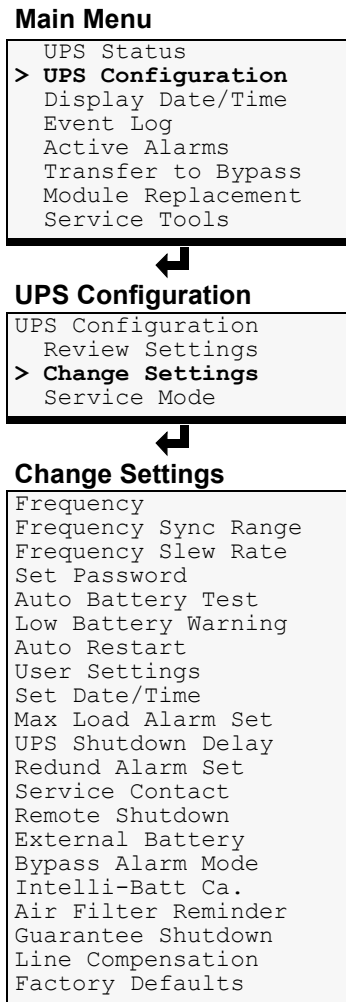 Main Menu
UPS Status
> UPS Configuration
Display Date/Time
Event Log
Active Alarms
Transfer to Bypass
Module Replacement
Service Tools
UPS Configuration
UPS Configuration
Review Settings
> Change Settings
Service Mode
Change Settings
Frequency
Frequency Sync Range
Frequency Slew Rate
Set Password
Auto Battery Test
Low Battery Warning
Auto Restart
User Settings
Set Date/Time
Max Load Alarm Set
UPS Shutdown Delay
Redund Alarm Set
Service Contact
Remote Shutdown
External Battery
Bypass Alarm Mode
Intelli-Batt Ca.
Air Filter Reminder
Guarantee Shutdown
Line Compensation
Factory Defaults